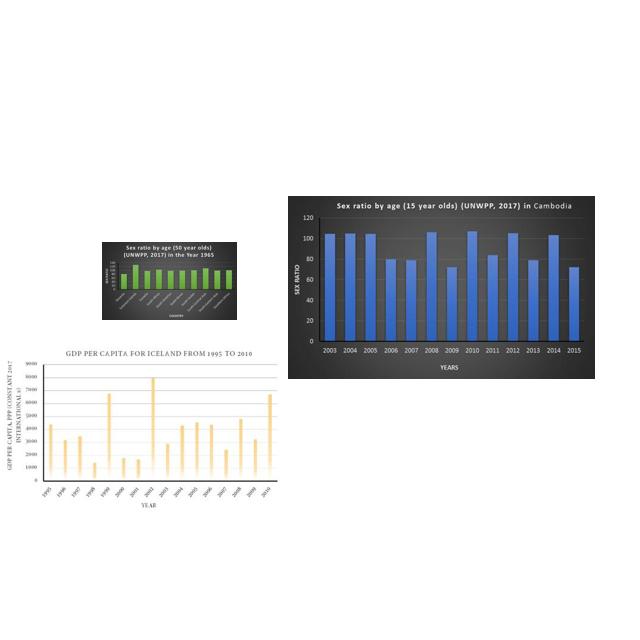 Sex ratio by age (15 year olds) (UNWPP, 2017) in Cambodia
120
100
80
60
40
20
0
SEX RATIO
2003 2004 2005 2006 2007 2008 2009 2010 2011 2012 2013 2014 2015
YEARS
Sex ratio by age (50 year olds)
(UNWPP, 2017) in the Year 1965
COUNTRY
GDP PER CAPITA FOR ICELAND FROM 1995 TO 2010
GDP PER CAPITA, PPP (CONSTANT 2017
INTERNATIONAL $)
9000
8000
7000
6000
5000
4000
3000
2000
1000
0
1995 1996 1997 1998 1999 2000 2001 2002 2003 2004 2005 2006 2007 2008 2009 2010
YEAR